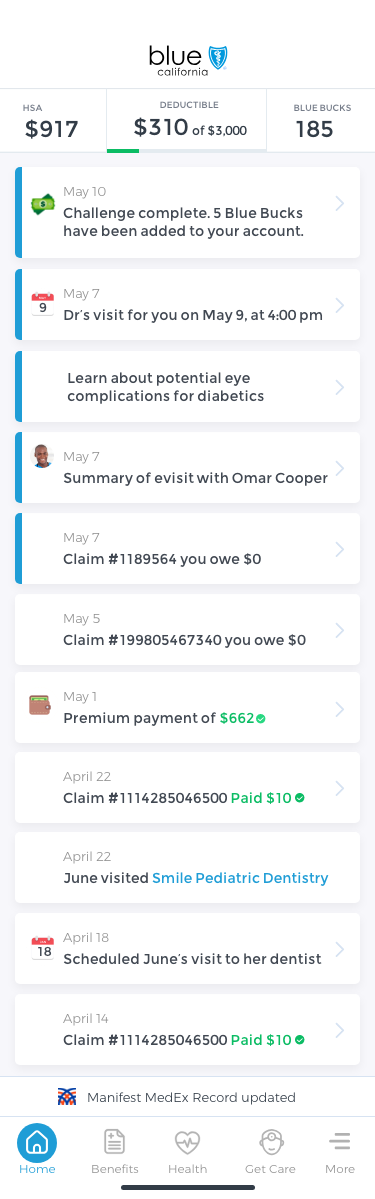 blue
california
HSA
$917
DEDUCTIBLE
$310 of $3,000
BLUE BUCKS
185
May 10
Challenge complete. 5 Blue Bucks
have been added to your account.
May 7
9
Dr's visit for you on May 9, at 4:00 pm
Learn about potential eye
complications for diabetics
May 7
Summary of evisit with Omar Cooper
May 7
Claim #1189564 you owe $0
May 5
Claim #199805467340 you owe $0
May 1
Premium payment of $662
April 22
Claim #1114285046500 Paid $10
April 22
June visited Smile Pediatric Dentistry
April 18
18
Scheduled June's visit to her dentist
April 14
Claim #1114285046500 Paid $10
Manifest MedEx Record updated
Home
Benefits
Health
Get Care
More